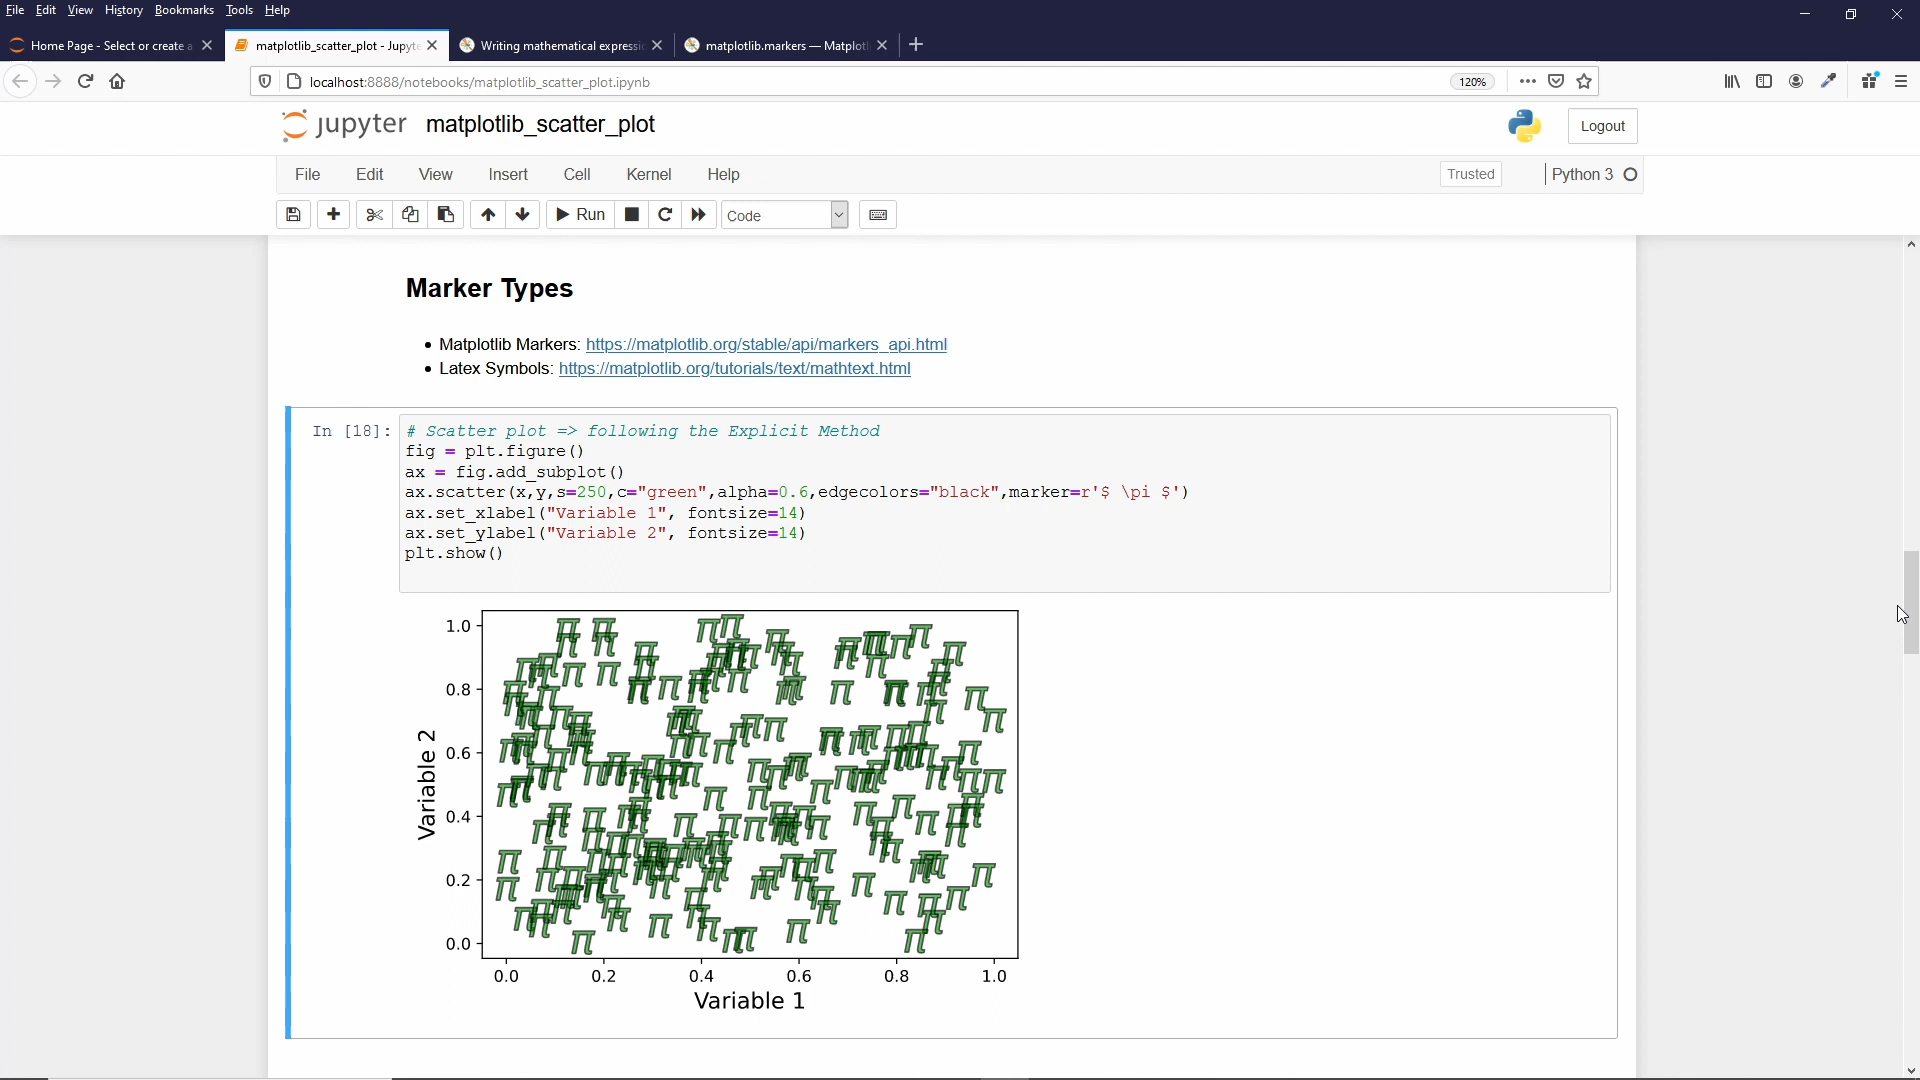 File Edit View History Bookmarks Tools Help
Home Page - Select or create a
matplotlib_scatter_plot - Jupyte
Writing mathematical expressi
matplotlib.markers — Matplotl
localhost:8888/notebooks/matplotlib_scatter_plot.ipynb
120%
jupyter matplotlib_scatter_plot
Logout
File Edit View Insert Cell Kernel Help
Trusted
Python 3
Run
Code
Marker Types
• Matplotlib Markers: https://matplotlib.org/stable/api/markers_api.html
• Latex Symbols: https://matplotlib.org/tutorials/text/mathtext.html
In [18]:
# Scatter plot => following the Explicit Method
fig = plt.figure()
ax = fig.add_subplot()
ax.scatter(x,y,s=250,c="green",alpha=0.6,edgecolors="black",marker=r'$ \pi $')
ax.set_xlabel("Variable 1", fontsize=14)
ax.set_ylabel("Variable 2", fontsize=14)
plt.show()
1.0
0.8
0.6
0.4
0.2
0.0
Variable 2
0.0 0.2 0.4 0.6 0.8 1.0
Variable 1